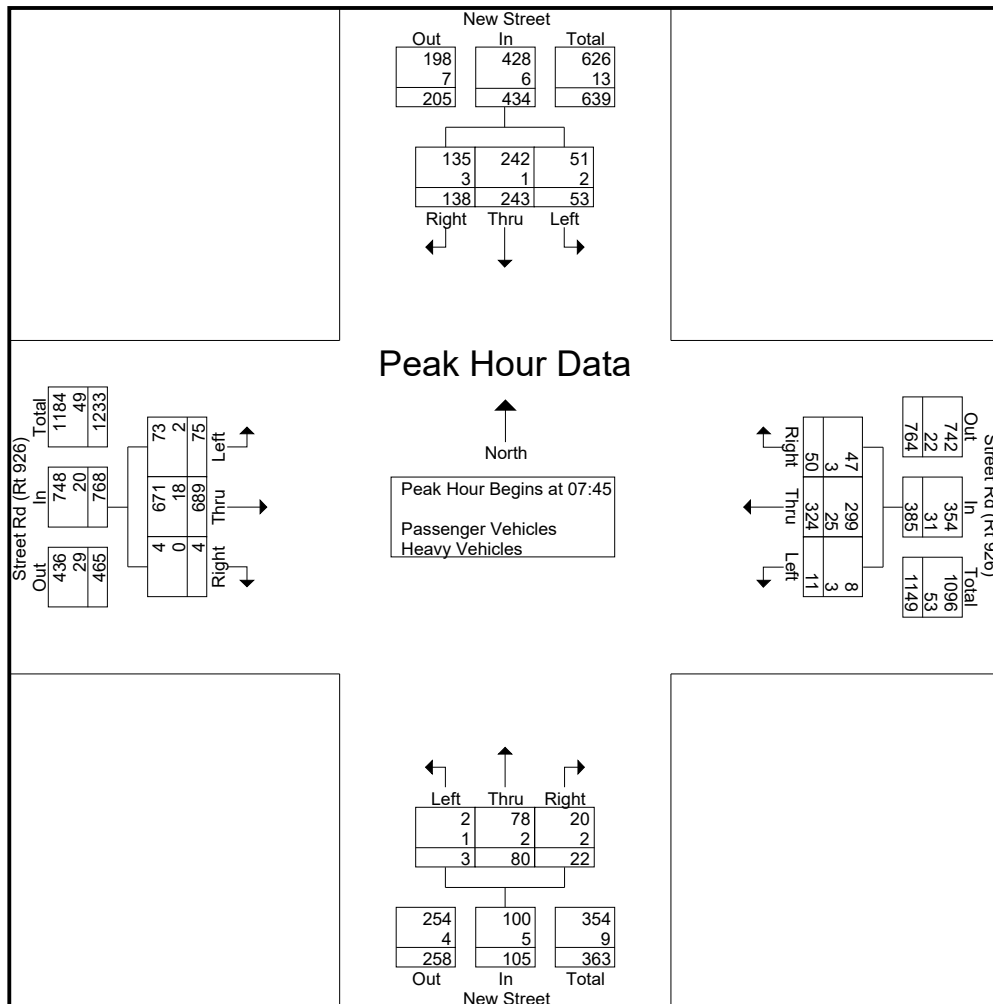 New Street
Out In Total
198 428 626
7 6 13
205 434 639
135 242 51
3 1 2
138 243 53
Right Thru Left
Peak Hour Data
North
Peak Hour Begins at 07:45
Passenger Vehicles
Heavy Vehicles
Street Rd (Rt 926)
Out In Total
436 748 1184
29 20 49
465 768 1233
Right Thru Left
4 671 73
0 18 2
4 689 75
Street Rd (Rt 926)
Out In Total
742 354 1096
22 31 53
764 385 1149
Right Thru Left
47 299 8
3 25 3
50 324 11
Left Thru Right
2 78 20
1 2 2
3 80 22
254 100 354
4 5 9
258 105 363
Out In Total
New Street